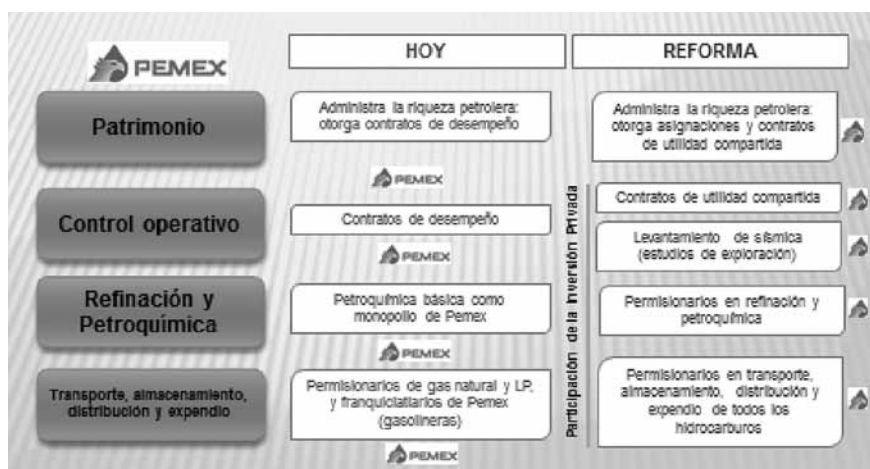 PEMEX
HOY
REFORMA
Patrimonio
Administra la riqueza petrolera:
otorga contratos de desempeño
Administra la riqueza petrolera:
otorga asignaciones y contratos
de utilidad compartida
PEMEX
Control operativo
Contratos de desempeño
Contratos de utilidad compartida
Levantamiento de sísmica
(estudios de exploración)
PEMEX
Refinación y
Petroquímica
Petroquímica básica como
monopolio de Pemex
Permisionarios en refinación y
petroquímica
PEMEX
Transporte, almacenamiento,
distribución y expendio
Permisionarios de gas natural y LP,
y franquiciatiarios de Pemex
(gasolineras)
Permisionarios en transporte,
almacenamiento, distribución y
expendio de todos los
hidrocarburos
PEMEX
Participación de la Inversión Privada